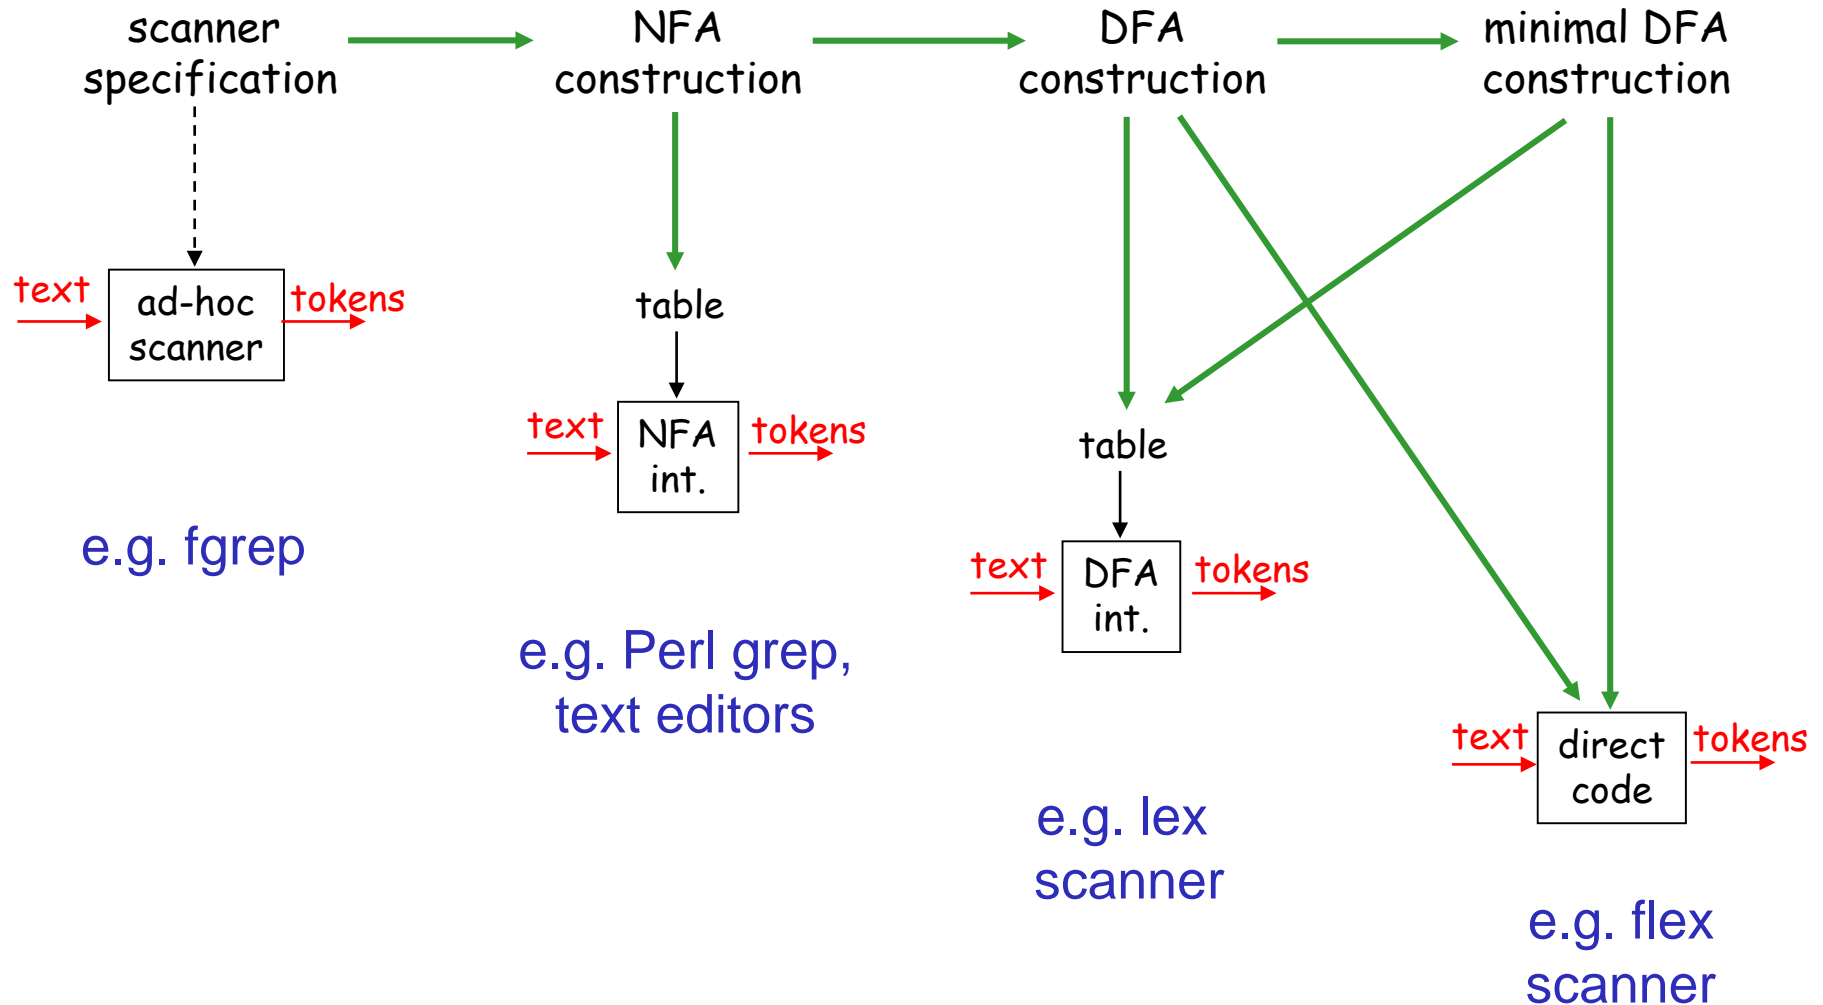 scanner
specification
NFA
construction
DFA
construction
minimal DFA
construction
text
ad-hoc
scanner
tokens
table
text
NFA
int.
tokens
table
text
DFA
int.
tokens
text
direct
code
tokens
e.g. fgrep
e.g. Perl grep,
text editors
e.g. lex
scanner
e.g. flex
scanner